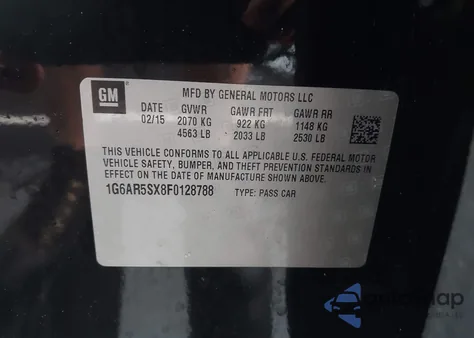 GM
MFD BY GENERAL MOTORS LLC
DATE GVWR GAWR FRT GAWR RR
02/15 2070 KG 922 KG 1148 KG
4563 LB 2033 LB 2530 LB
THIS VEHICLE CONFORMS TO ALL APPLICABLE U.S. FEDERAL MOTOR
VEHICLE SAFETY, BUMPER, AND THEFT PREVENTION STANDARDS
IN EFFECT ON THE DATE OF MANUFACTURE SHOWN ABOVE.
1G6AR5SX8F0128788 TYPE: PASS CAR